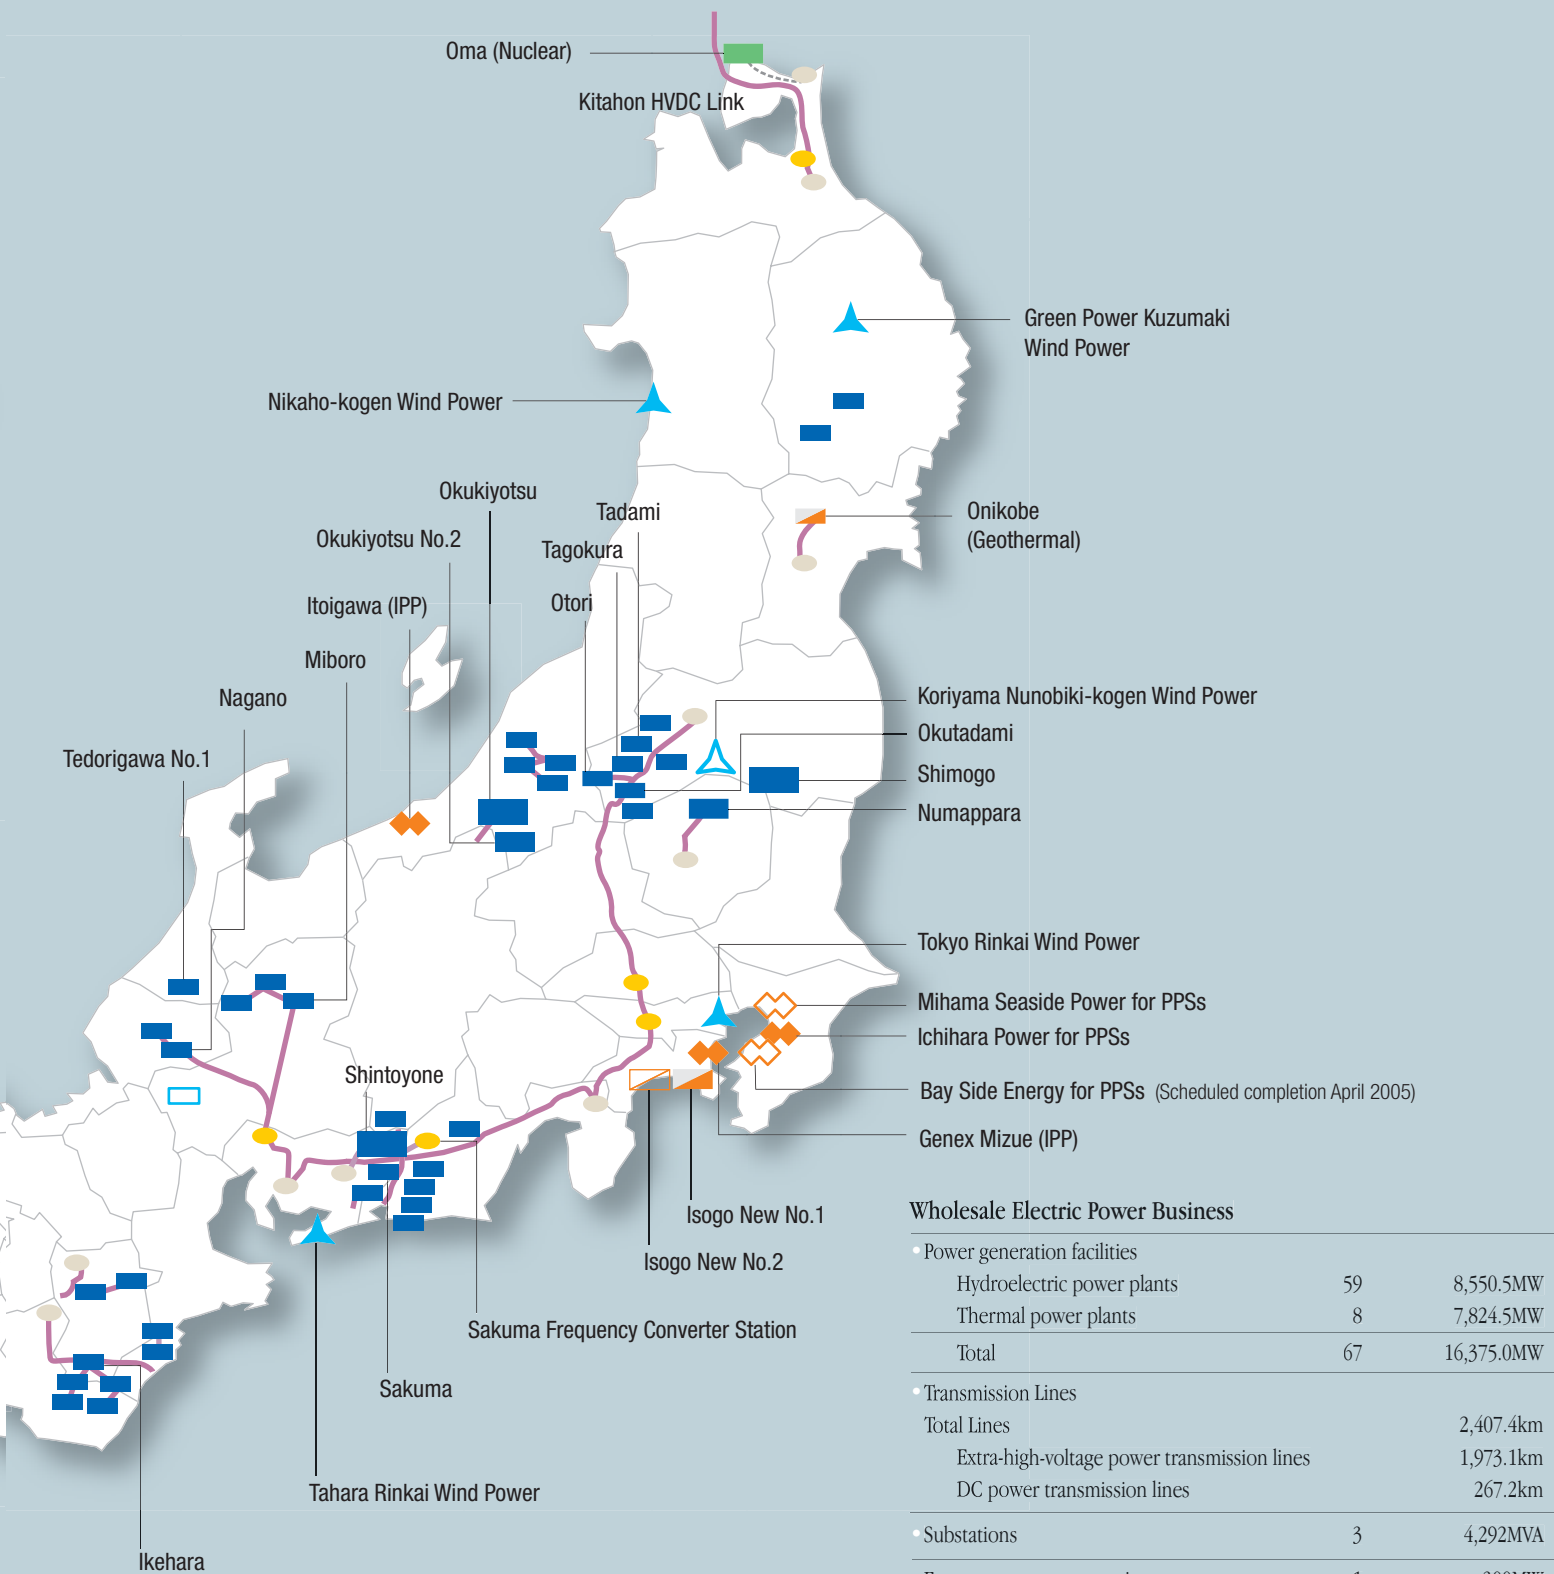 Oma (Nuclear)
Kitahon HVDC Link
Green Power Kuzumaki
Wind Power
Nikaho-kogen Wind Power
Okukiyotsu
Tadami
Onikobe
(Geothermal)
Okukiyotsu No.2
Tagokura
Itoigawa (IPP)
Otori
Miboro
Nagano
Koriyama Nunobiki-kogen Wind Power
Okutadami
Tedorigawa No.1
Shimogo
Numappara
Tokyo Rinkai Wind Power
Mihama Seaside Power for PPSs
Ichihara Power for PPSs
Shintoyone
Bay Side Energy for PPSs (Scheduled completion April 2005)
Genex Mizue (IPP)
Isogo New No.1
Isogo New No.2
Sakuma Frequency Converter Station
Sakuma
Tahara Rinkai Wind Power
Ikehara
Wholesale Electric Power Business
• Power generation facilities
Hydroelectric power plants 59 8,550.5MW
Thermal power plants 8 7,824.5MW
Total 67 16,375.0MW
• Transmission Lines
Total Lines 2,407.4km
Extra-high-voltage power transmission lines 1,973.1km
DC power transmission lines 267.2km
• Substations 3 4,292MVA